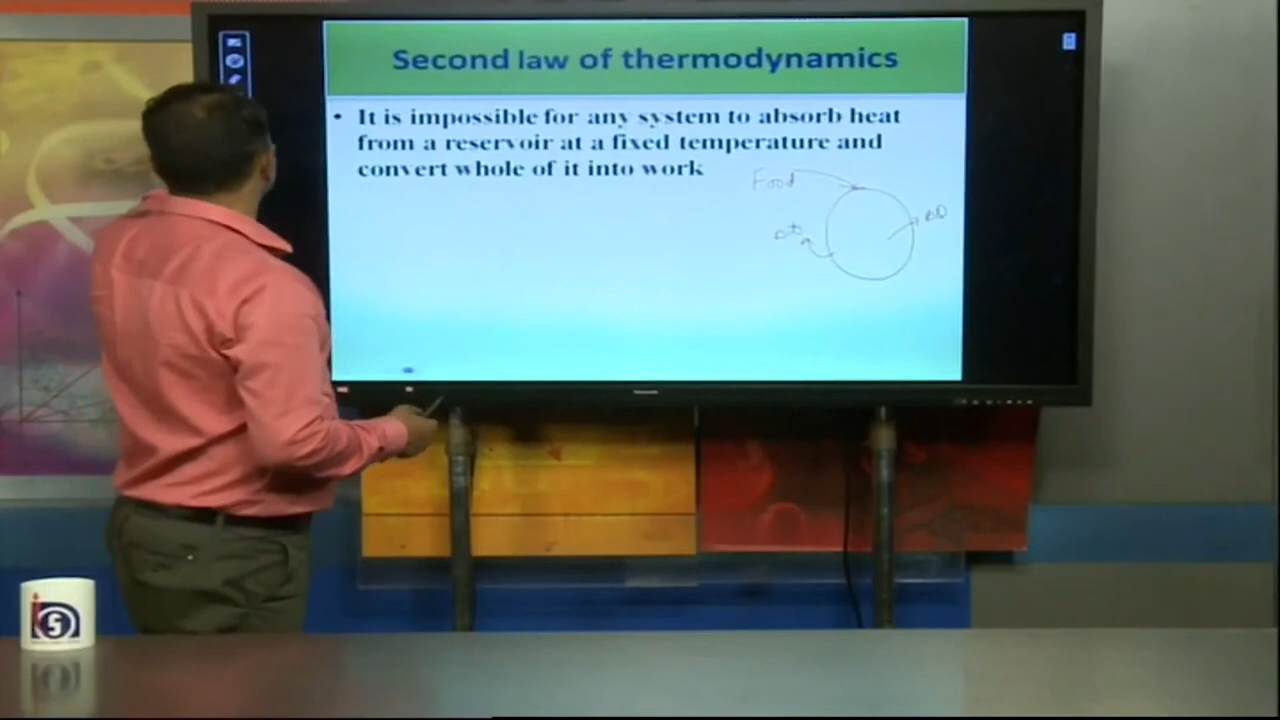 Second law of thermodynamics
• It is impossible for any system to absorb heat
from a reservoir at a fixed temperature and
convert whole of it into work
Food
5